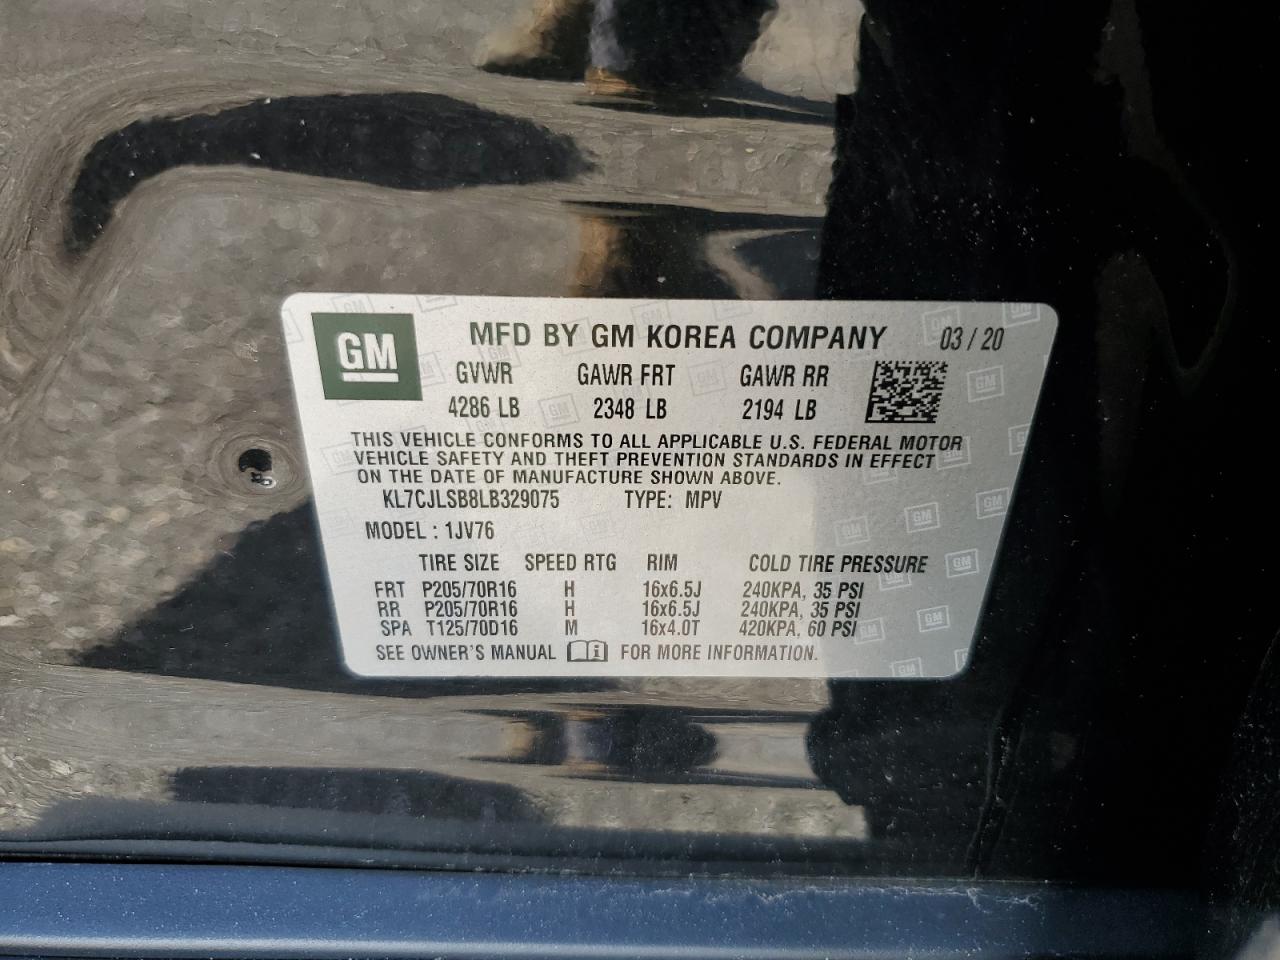 GM
MFD BY GM KOREA COMPANY 03 / 20
GVWR GAWR FRT GAWR RR
4286 LB 2348 LB 2194 LB
THIS VEHICLE CONFORMS TO ALL APPLICABLE U.S. FEDERAL MOTOR
VEHICLE SAFETY AND THEFT PREVENTION STANDARDS IN EFFECT
ON THE DATE OF MANUFACTURE SHOWN ABOVE.
KL7CJLSB8LB329075 TYPE: MPV
MODEL : 1JV76
TIRE SIZE SPEED RTG RIM COLD TIRE PRESSURE
FRT P205/70R16 H 16x6.5J 240KPA, 35 PSI
RR P205/70R16 H 16x6.5J 240KPA, 35 PSI
SPA T125/70D16 M 16x4.0T 420KPA, 60 PSI
SEE OWNER'S MANUAL i FOR MORE INFORMATION.